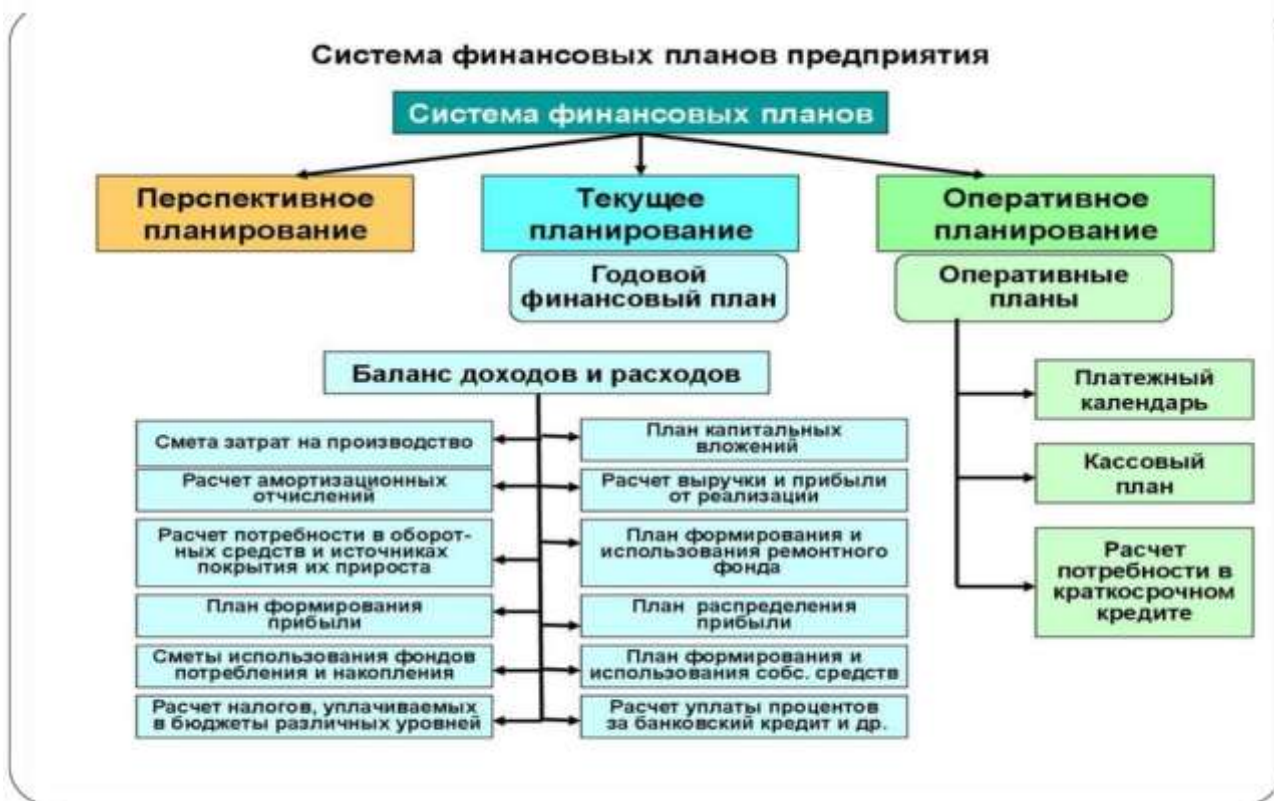 Система финансовых планов предприятия
Система финансовых планов
Перспективное
планирование
Текущее
планирование
Оперативное
планирование
Годовой
финансовый план
Оперативные
планы
Баланс доходов и расходов
Смета затрат на производство
План капитальных
вложений
Расчет амортизационных
отчислений
Расчет выручки и прибыли
от реализации
Расчет потребности в оборот-
ных средств и источниках
покрытия их прироста
План формирования и
использования ремонтного
фонда
План формирования
прибыли
План распределения
прибыли
Сметы использования фондов
потребления и накопления
План формирования и
использования собс. средств
Расчет налогов, уплачиваемых
в бюджеты различных уровней
Расчет уплаты процентов
за банковский кредит и др.
Платежный
календарь
Кассовый
план
Расчет
потребности в
краткосрочном
кредите